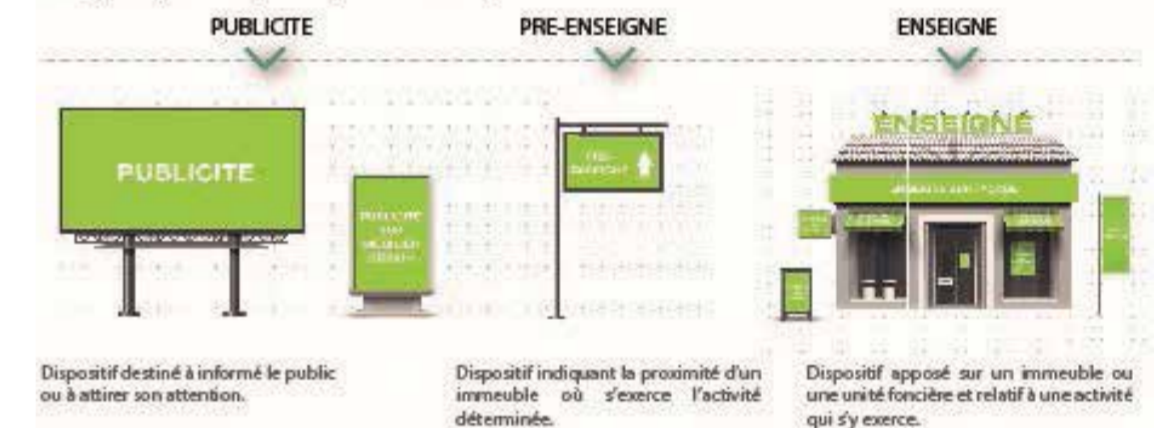 PUBLICITE
PRE-ENSEIGNE
ENSEIGNE
PUBLICITE
ENSEIGNE
Dispositif destiné à informé le public
ou à attirer son attention.
Dispositif indiquant la proximité d'un
immeuble où s'exerce l'activité
déterminée.
Dispositif apposé sur un immeuble ou
une unité foncière et relatif à une activité
qui s'y exerce.